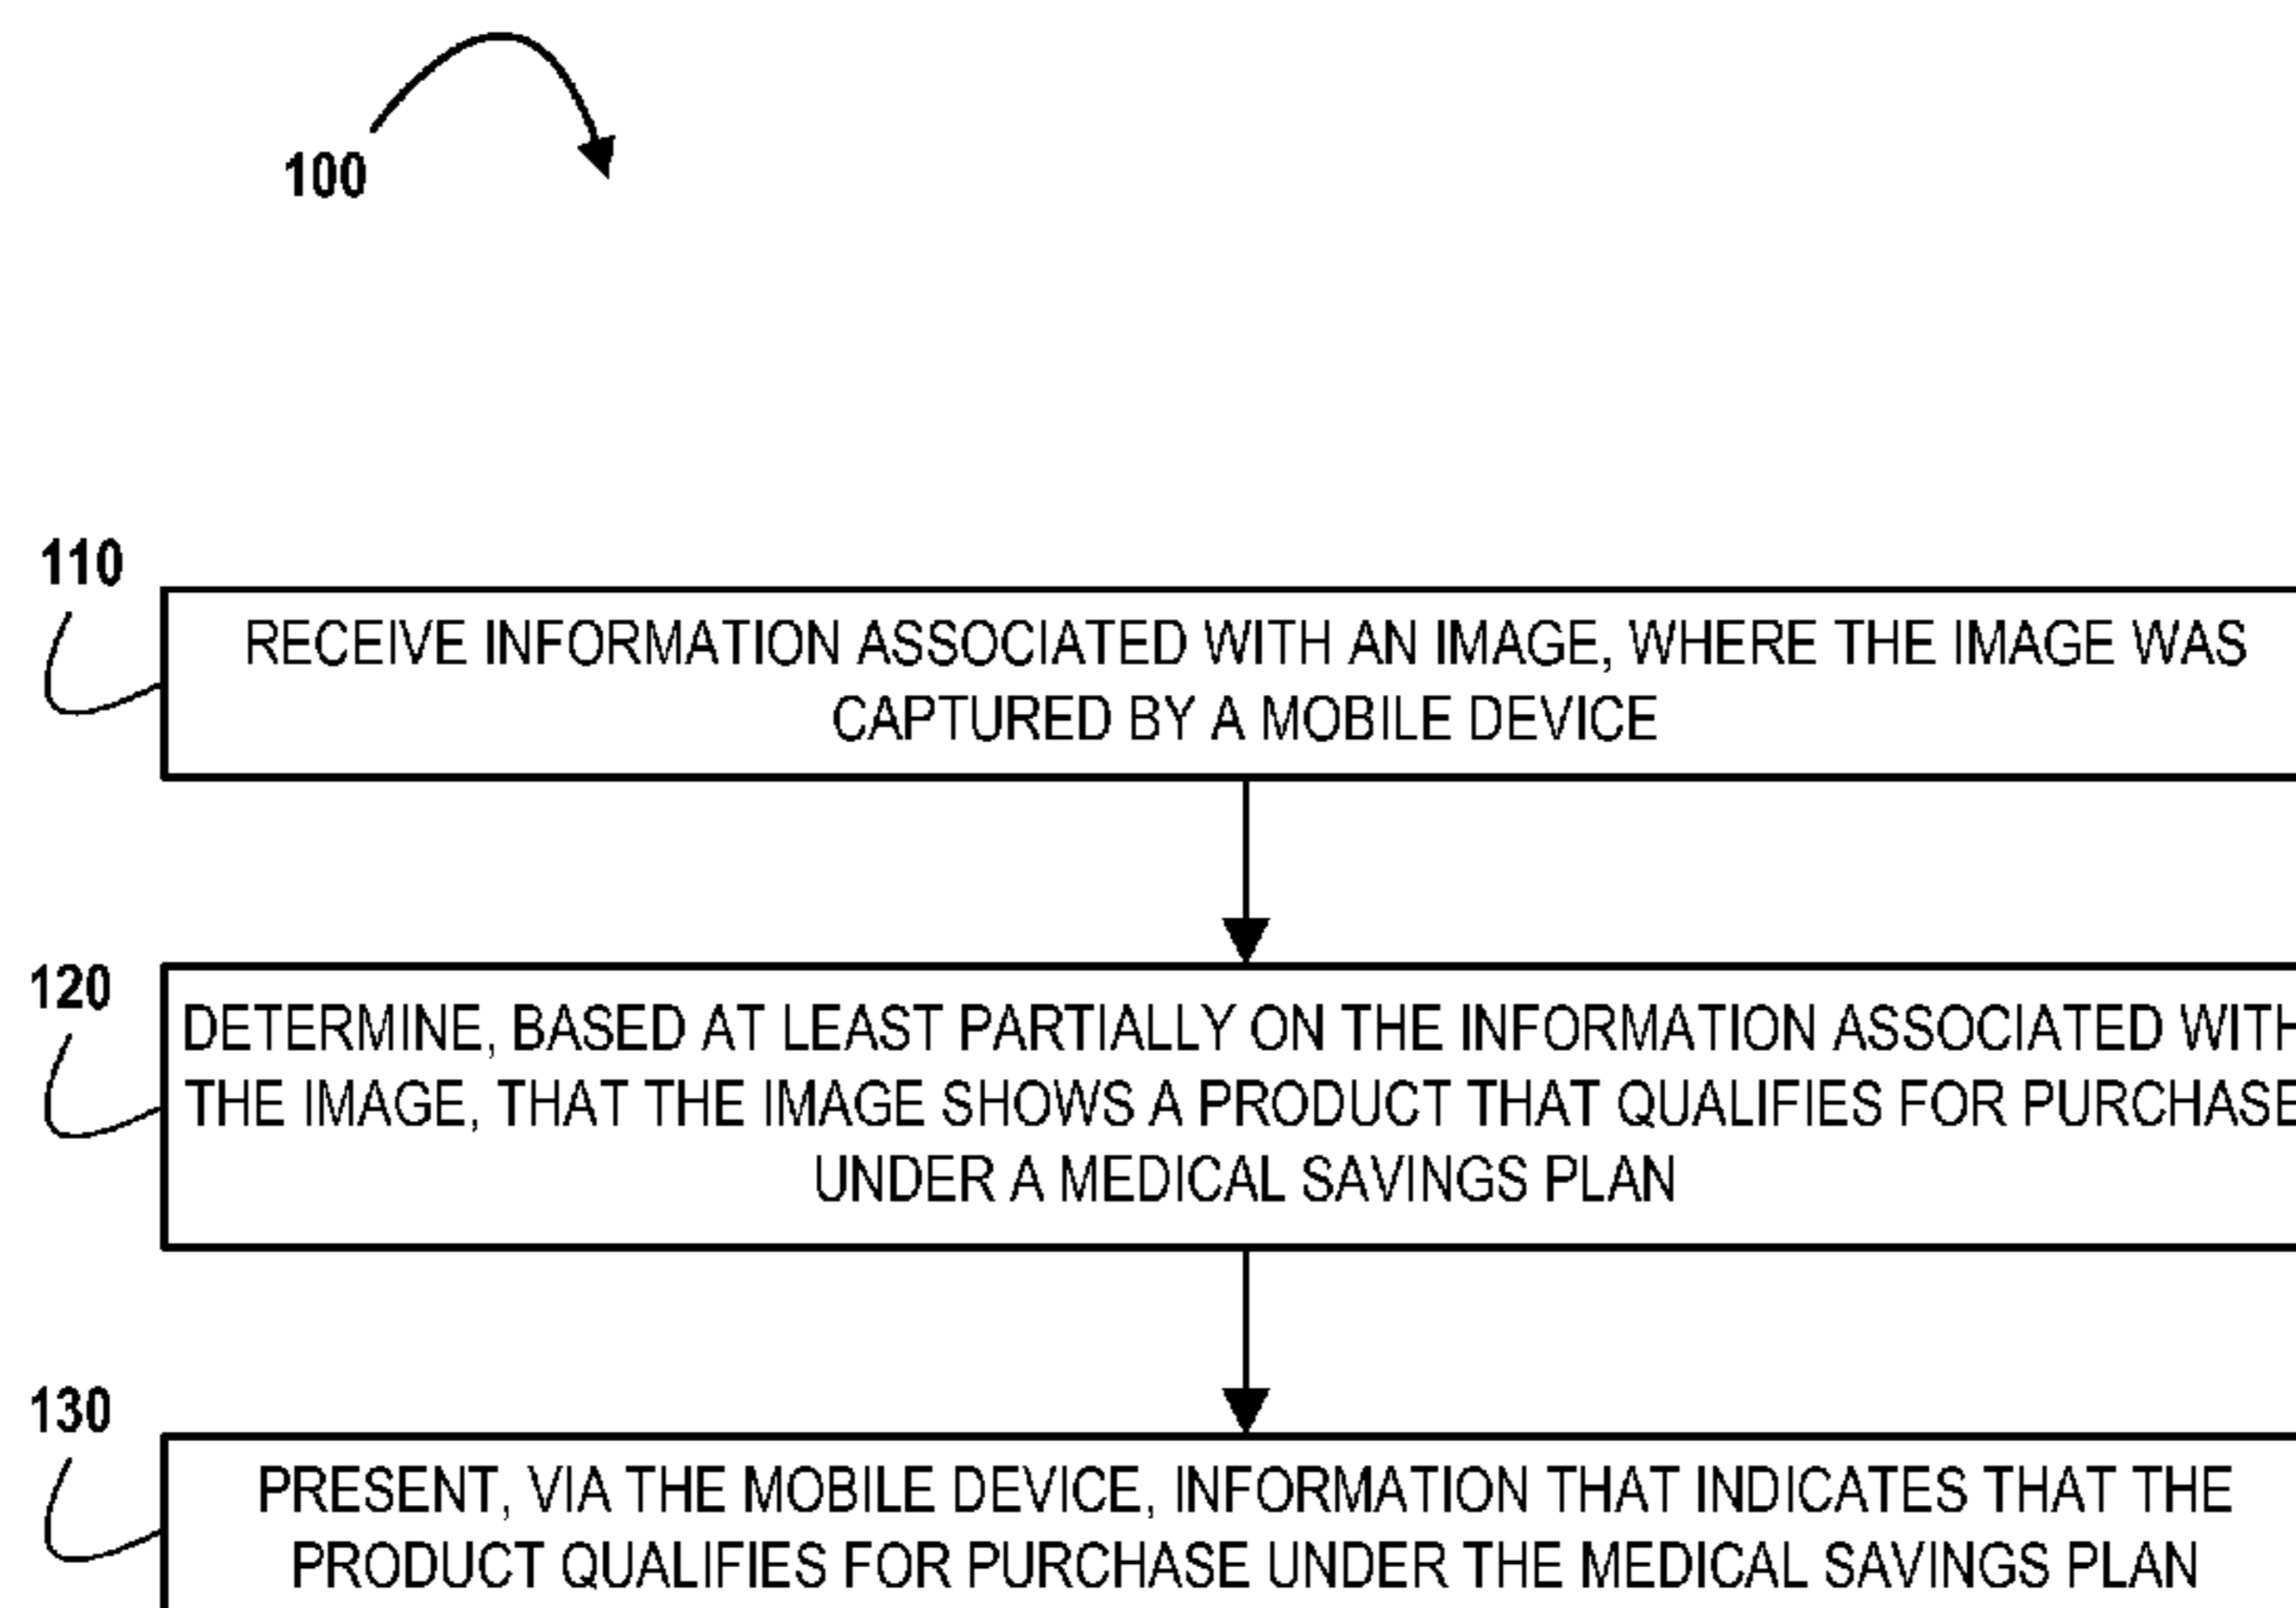 100
110
RECEIVE INFORMATION ASSOCIATED WITH AN IMAGE, WHERE THE IMAGE WAS
CAPTURED BY A MOBILE DEVICE
120
DETERMINE, BASED AT LEAST PARTIALLY ON THE INFORMATION ASSOCIATED WITH
THE IMAGE, THAT THE IMAGE SHOWS A PRODUCT THAT QUALIFIES FOR PURCHASE
UNDER A MEDICAL SAVINGS PLAN
130
PRESENT, VIA THE MOBILE DEVICE, INFORMATION THAT INDICATES THAT THE
PRODUCT QUALIFIES FOR PURCHASE UNDER THE MEDICAL SAVINGS PLAN